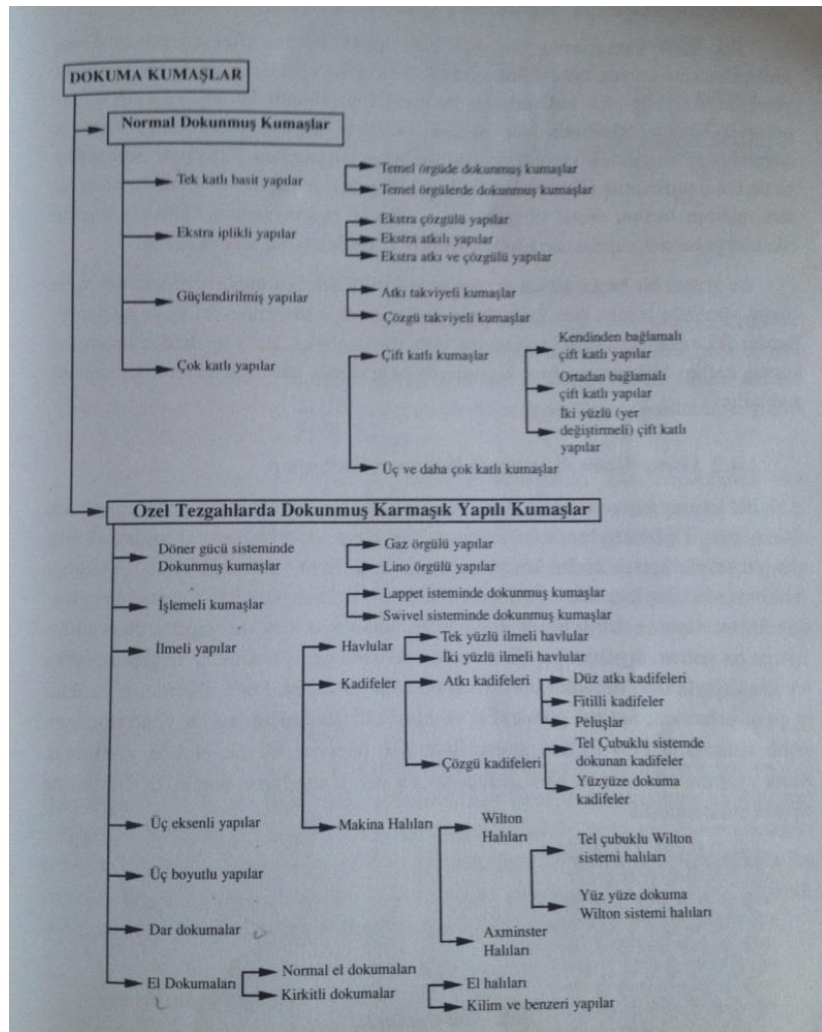 DOKUMA KUMAŞLAR
Normal Dokunmuş Kumaşlar
Tek katlı basit yapılar
Temel örgüde dokunmuş kumaşlar
Temel örgülerde dokunmuş kumaşlar
Ekstra iplikli yapılar
Ekstra çözgülü yapılar
Ekstra atkılı yapılar
Ekstra atkı ve çözgülü yapılar
Güçlendirilmiş yapılar
Atkı takviyeli kumaşlar
Çözgü takviyeli kumaşlar
Çok katlı yapılar
Çift katlı kumaşlar
Kendinden bağlamalı
çift katlı yapılar
Ortadan bağlamalı
çift katlı yapılar
İki yüzlü (yer
değiştirmeli) çift katlı
yapılar
Üç ve daha çok katlı kumaşlar
Özel Tezgahlarda Dokunmuş Karmaşık Yapılı Kumaşlar
Döner gücü sisteminde
Dokunmuş kumaşlar
Gaz örgülü yapılar
Lino örgülü yapılar
İşlemeli kumaşlar
Lappet isteminde dokunmuş kumaşlar
Swivel sisteminde dokunmuş kumaşlar
İlmeli yapılar
Havlular
Tek yüzlü ilmeli havlular
İki yüzlü ilmeli havlular
Kadifeler
Atkı kadifeleri
Düz atkı kadifeleri
Fitilli kadifeler
Peluşlar
Çözgü kadifeleri
Tel Çubuklu sistemde
dokunan kadifeler
Yüzyüze dokuma
kadifeler
Makina Halıları
Wilton
Halıları
Tel çubuklu Wilton
sistemi halıları
Yüz yüze dokuma
Wilton sistemi halıları
Axminster
Halıları
Üç eksenli yapılar
Üç boyutlu yapılar
Dar dokumalar
El Dokumaları
Normal el dokumaları
Kirkitli dokumalar
El halıları
Kilim ve benzeri yapılar